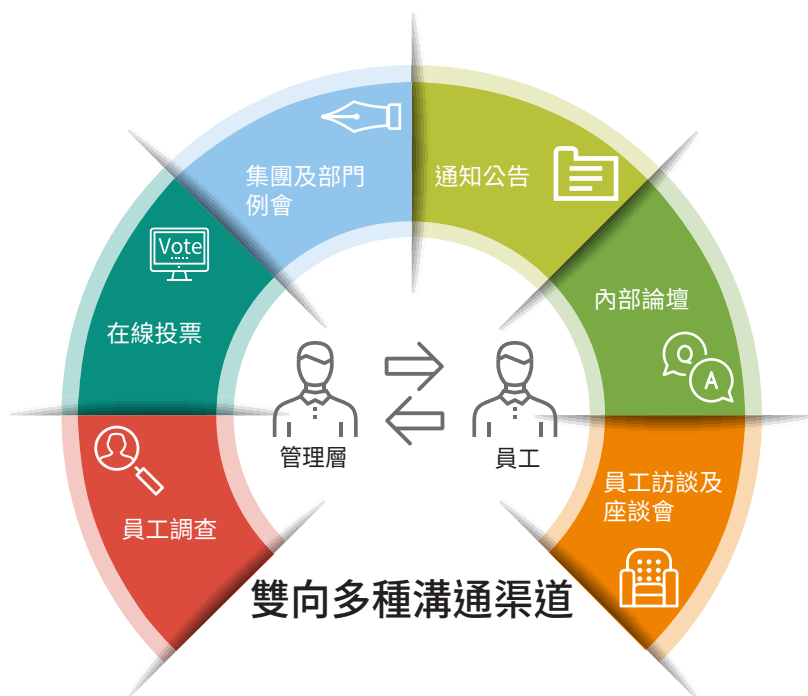 集團及部門
例會
通知公告
Vote
在線投票
內部論壇
Q
A
員工調查
員工訪談及
座談會
管理層
員工
雙向多種溝通渠道